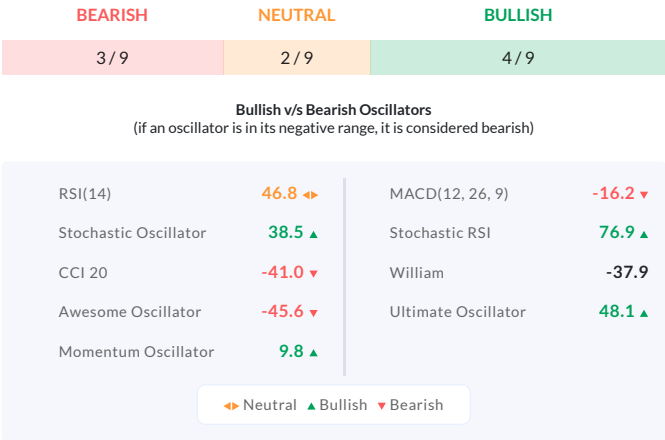 BEARISH NEUTRAL BULLISH
3 / 9 2 / 9 4 / 9
Bullish v/s Bearish Oscillators
(if an oscillator is in its negative range, it is considered bearish)
RSI(14) 46.8
Stochastic Oscillator 38.5
CCI 20 -41.0
Awesome Oscillator -45.6
Momentum Oscillator 9.8
MACD(12, 26, 9) -16.2
Stochastic RSI 76.9
William -37.9
Ultimate Oscillator 48.1
Neutral Bullish Bearish